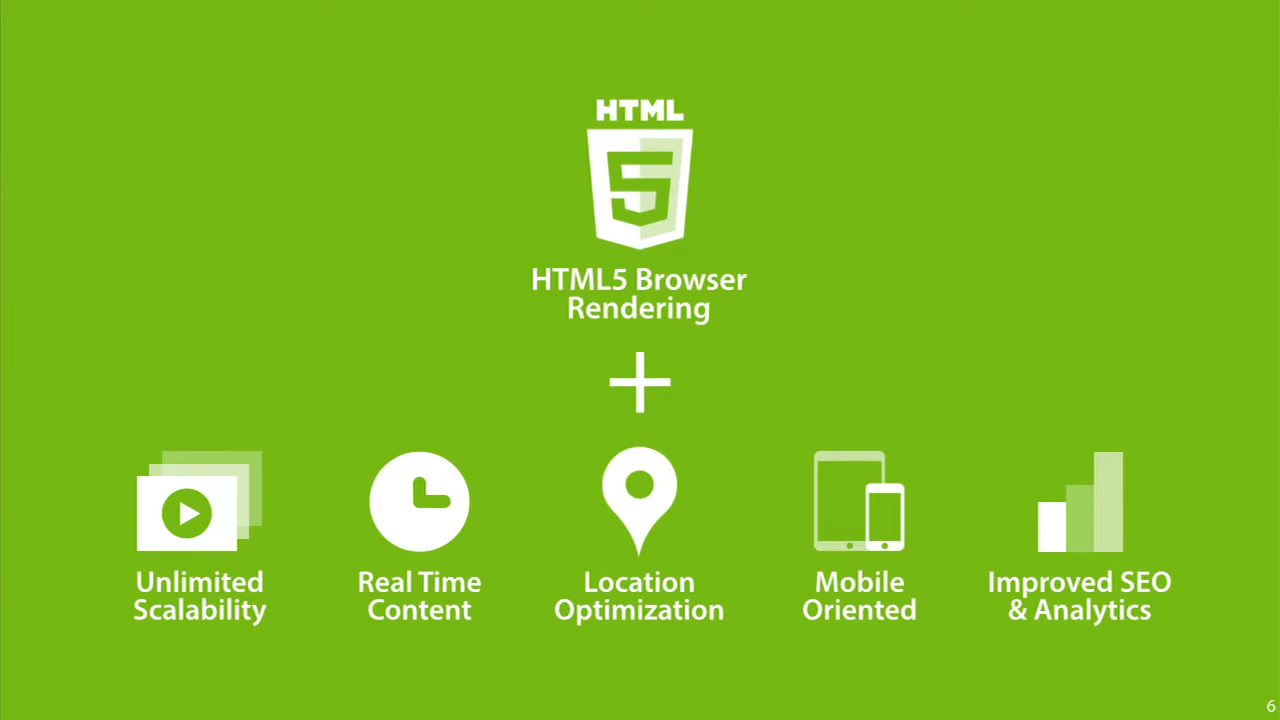 HTML
5
HTML5 Browser
Rendering
+
Unlimited
Scalability
Real Time
Content
Location
Optimization
Mobile
Oriented
Improved SEO
& Analytics
6